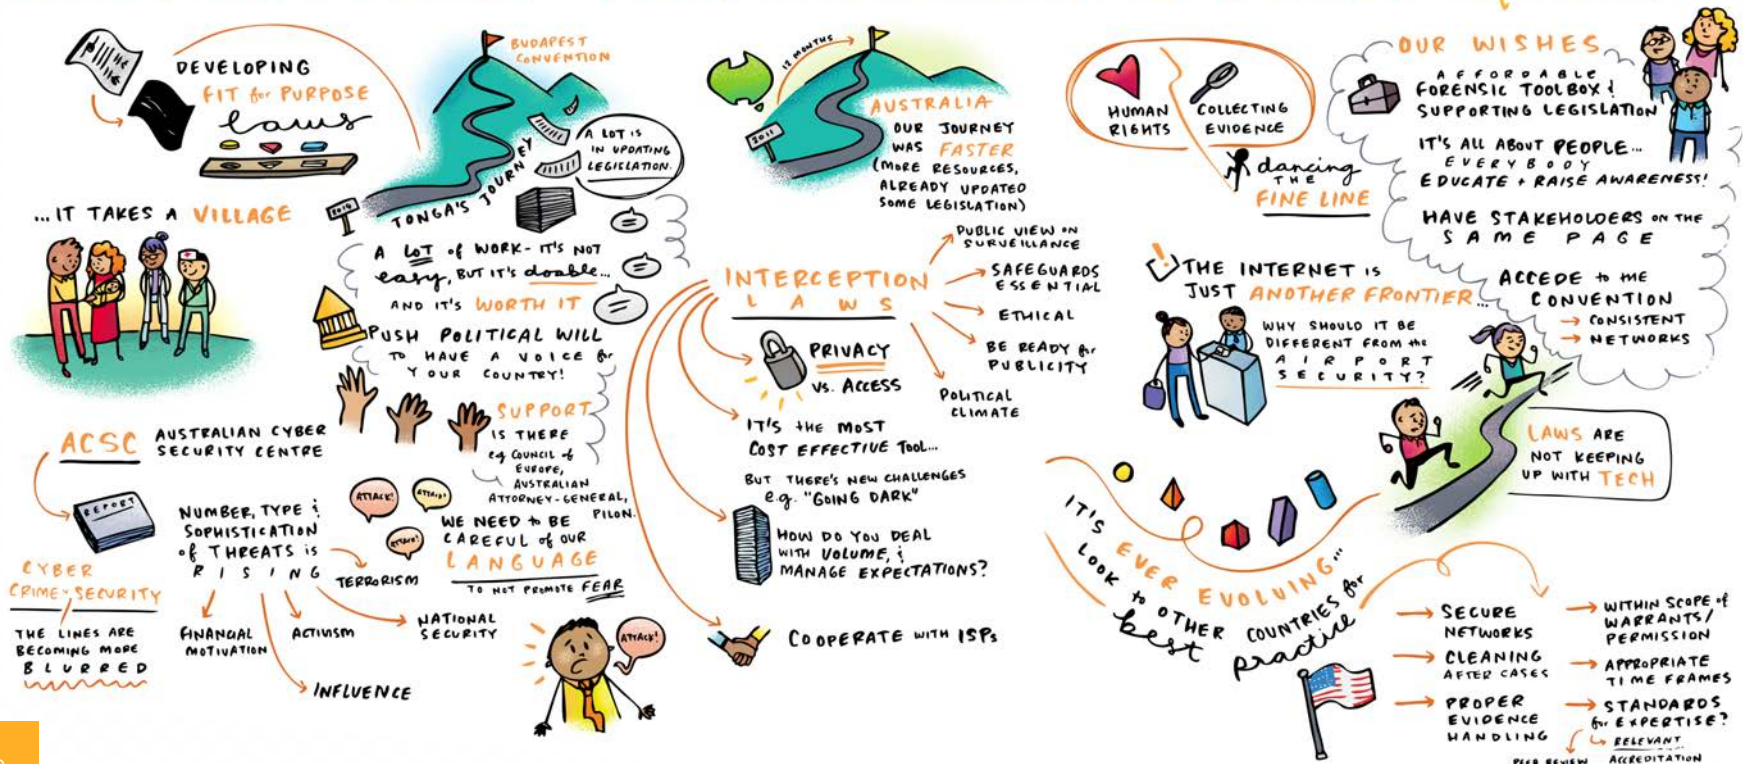 DEVELOPING
FIT for PURPOSE
laws
...IT TAKES A VILLAGE
ACSC AUSTRALIAN CYBER
SECURITY CENTRE
REPORT
NUMBER, TYPE &
SOPHISTICATION
of THREATS is
RISING
CYBER
CRIME + SECURITY
THE LINES ARE
BECOMING MORE
BLURRED
FINANCIAL
MOTIVATION
ACTIVISM
TERRORISM
NATIONAL
SECURITY
INFLUENCE
BUDAPEST
CONVENTION
A LOT IS
IN UPDATING
LEGISLATION.
TONGA'S JOURNEY
A LOT of WORK - IT'S NOT
easy, BUT IT'S doable...
AND IT'S WORTH IT
PUSH POLITICAL WILL
TO HAVE A VOICE for
YOUR COUNTRY!
SUPPORT
IS THERE
eg COUNCIL of
EUROPE,
AUSTRALIAN
ATTORNEY-GENERAL,
PILON.
ATTACK!
ATTACK!
ATTACK!
WE NEED to BE
CAREFUL of OUR
LANGUAGE
TO NOT PROMOTE FEAR
ATTACK!
12 MONTHS
2011
AUSTRALIA
OUR JOURNEY
WAS FASTER
(MORE RESOURCES,
ALREADY UPDATED
SOME LEGISLATION)
INTERCEPTION
LAWS
PUBLIC VIEW ON
SURVEILLANCE
SAFEGUARDS
ESSENTIAL
ETHICAL
BE READY for
PUBLICITY
POLITICAL
CLIMATE
PRIVACY
VS. ACCESS
IT'S the MOST
COST EFFECTIVE TOOL...
BUT THERE'S NEW CHALLENGES
e.g. "GOING DARK"
HOW DO YOU DEAL
WITH VOLUME, &
MANAGE EXPECTATIONS?
COOPERATE WITH ISPs
HUMAN
RIGHTS
COLLECTING
EVIDENCE
dancing
THE
FINE LINE
THE INTERNET is
JUST ANOTHER FRONTIER...
WHY SHOULD IT BE
DIFFERENT FROM the
AIRPORT
SECURITY?
OUR WISHES
AFFORDABLE
FORENSIC TOOLBOX &
SUPPORTING LEGISLATION
IT'S ALL ABOUT PEOPLE...
EVERYBODY
EDUCATE + RAISE AWARENESS!
HAVE STAKEHOLDERS ON THE
SAME PAGE
ACCEDE to the
CONVENTION
→ CONSISTENT
→ NETWORKS
LAWS ARE
NOT KEEPING
UP WITH TECH
IT'S EVER EVOLVING...
LOOK to OTHER COUNTRIES for
best practice
→ SECURE
NETWORKS
→ CLEANING
AFTER CASES
→ PROPER
EVIDENCE
HANDLING
→ WITHIN SCOPE of
WARRANTS/
PERMISSION
→ APPROPRIATE
TIME FRAMES
→ STANDARDS
for EXPERTISE?
RELEVANT
ACCREDITATION
PEER REVIEW